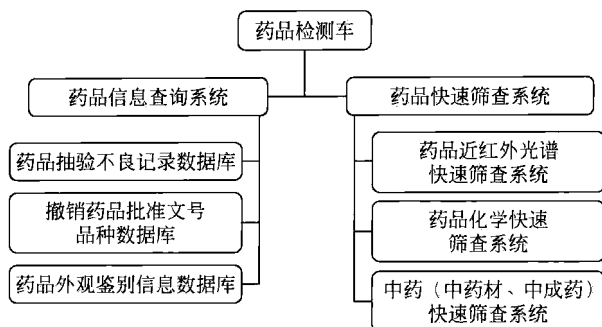 药品检测车
药品信息查询系统
药品快速筛查系统
药品抽验不良记录数据库
撤销药品批准文号
品种数据库
药品外观鉴别信息数据库
药品近红外光谱
快速筛查系统
药品化学快速
筛查系统
中药（中药材、中成药）
快速筛查系统